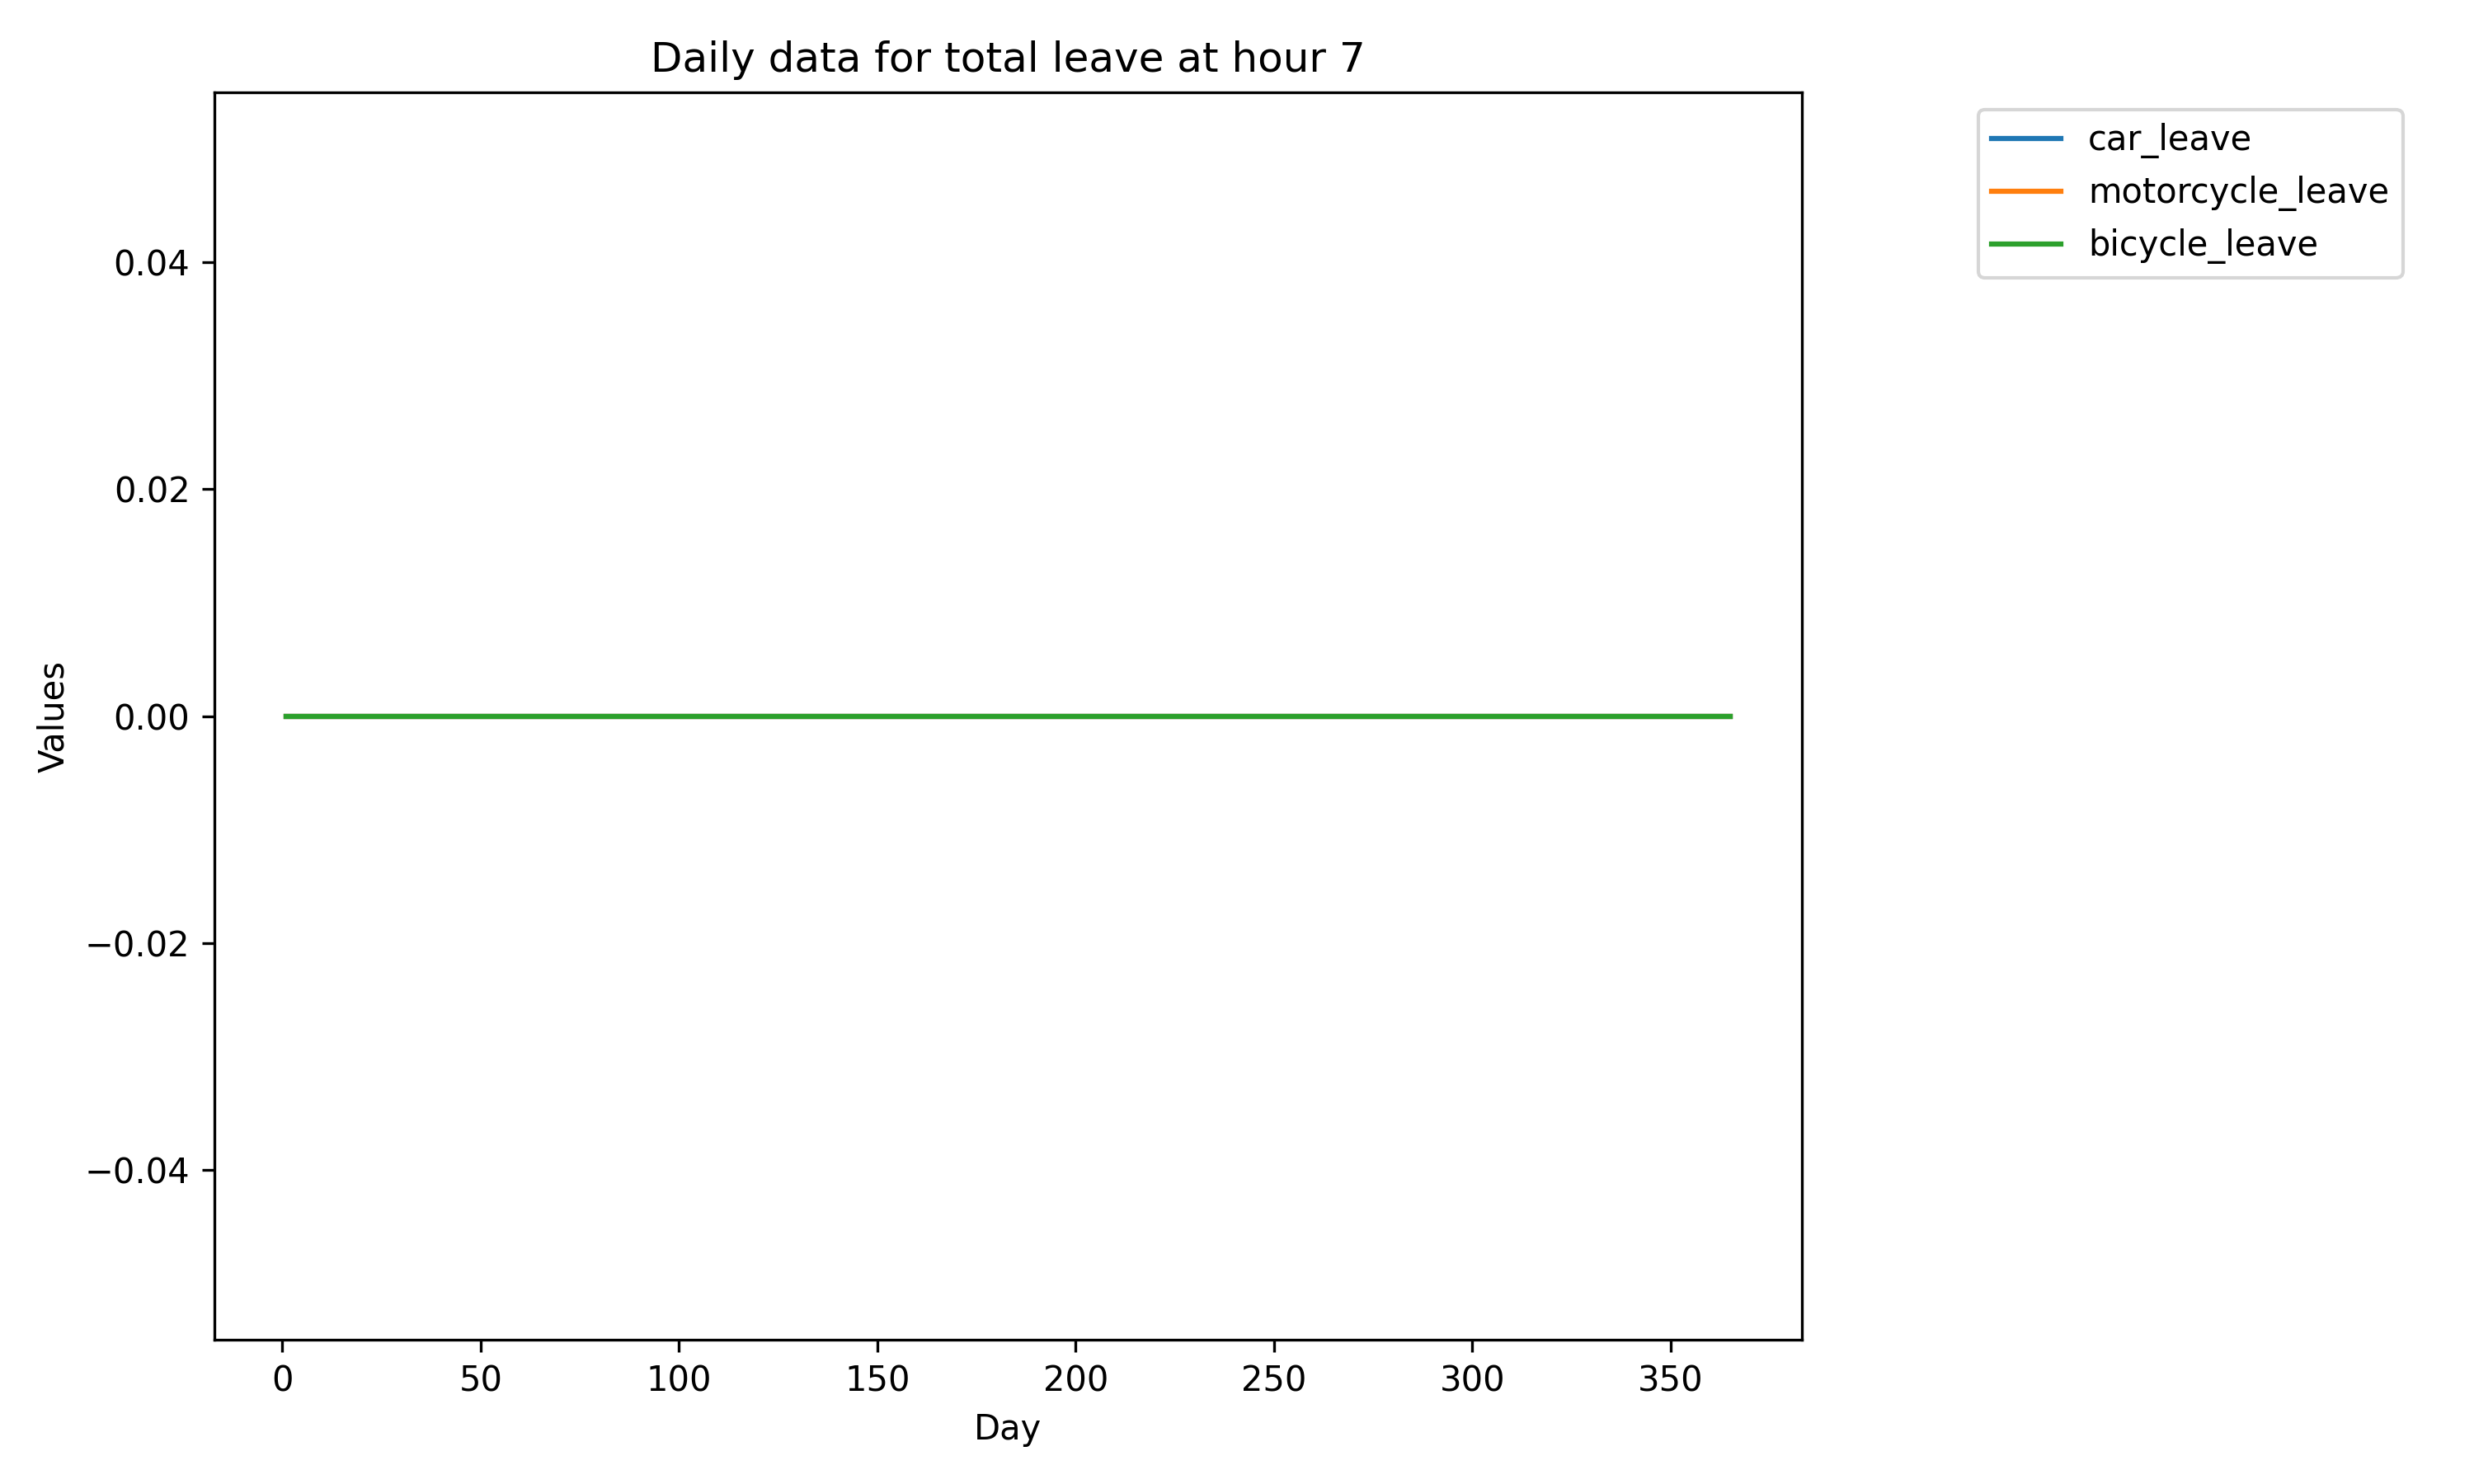 Daily data for total leave at hour 7
car_leave
motorcycle_leave
bicycle_leave
0.04
0.02
0.00
−0.02
−0.04
Values
0 50 100 150 200 250 300 350
Day